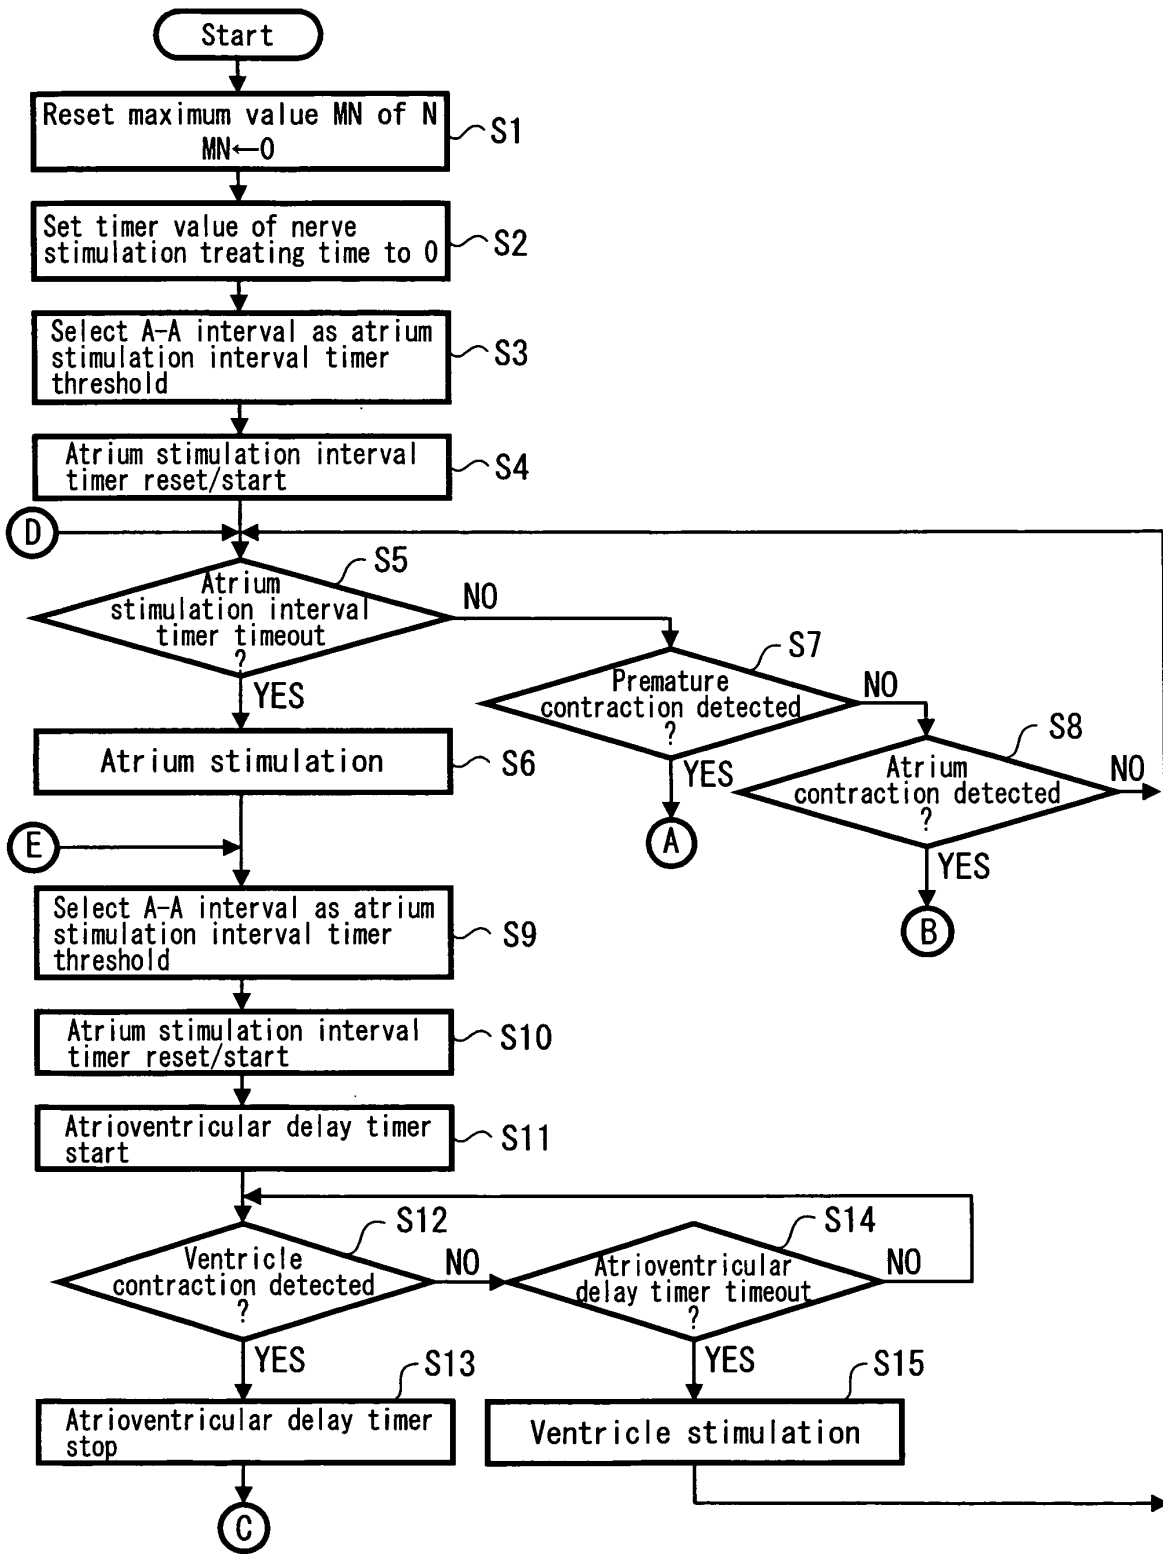 Start
Reset maximum value MN of N
MN←0
S1
Set timer value of nerve
stimulation treating time to 0
S2
Select A-A interval as atrium
stimulation interval timer
threshold
S3
Atrium stimulation interval
timer reset/start
S4
D
S5
Atrium
stimulation interval
timer timeout
?
NO
YES
S7
Premature
contraction detected
?
NO
YES
S8
Atrium
contraction detected
?
NO
YES
Atrium stimulation
S6
A
B
E
Select A-A interval as atrium
stimulation interval timer
threshold
S9
Atrium stimulation interval
timer reset/start
S10
Atrioventricular delay timer
start
S11
S12
Ventricle
contraction detected
?
NO
YES
S14
Atrioventricular
delay timer timeout
?
NO
YES
S13
Atrioventricular delay timer
stop
S15
Ventricle stimulation
C